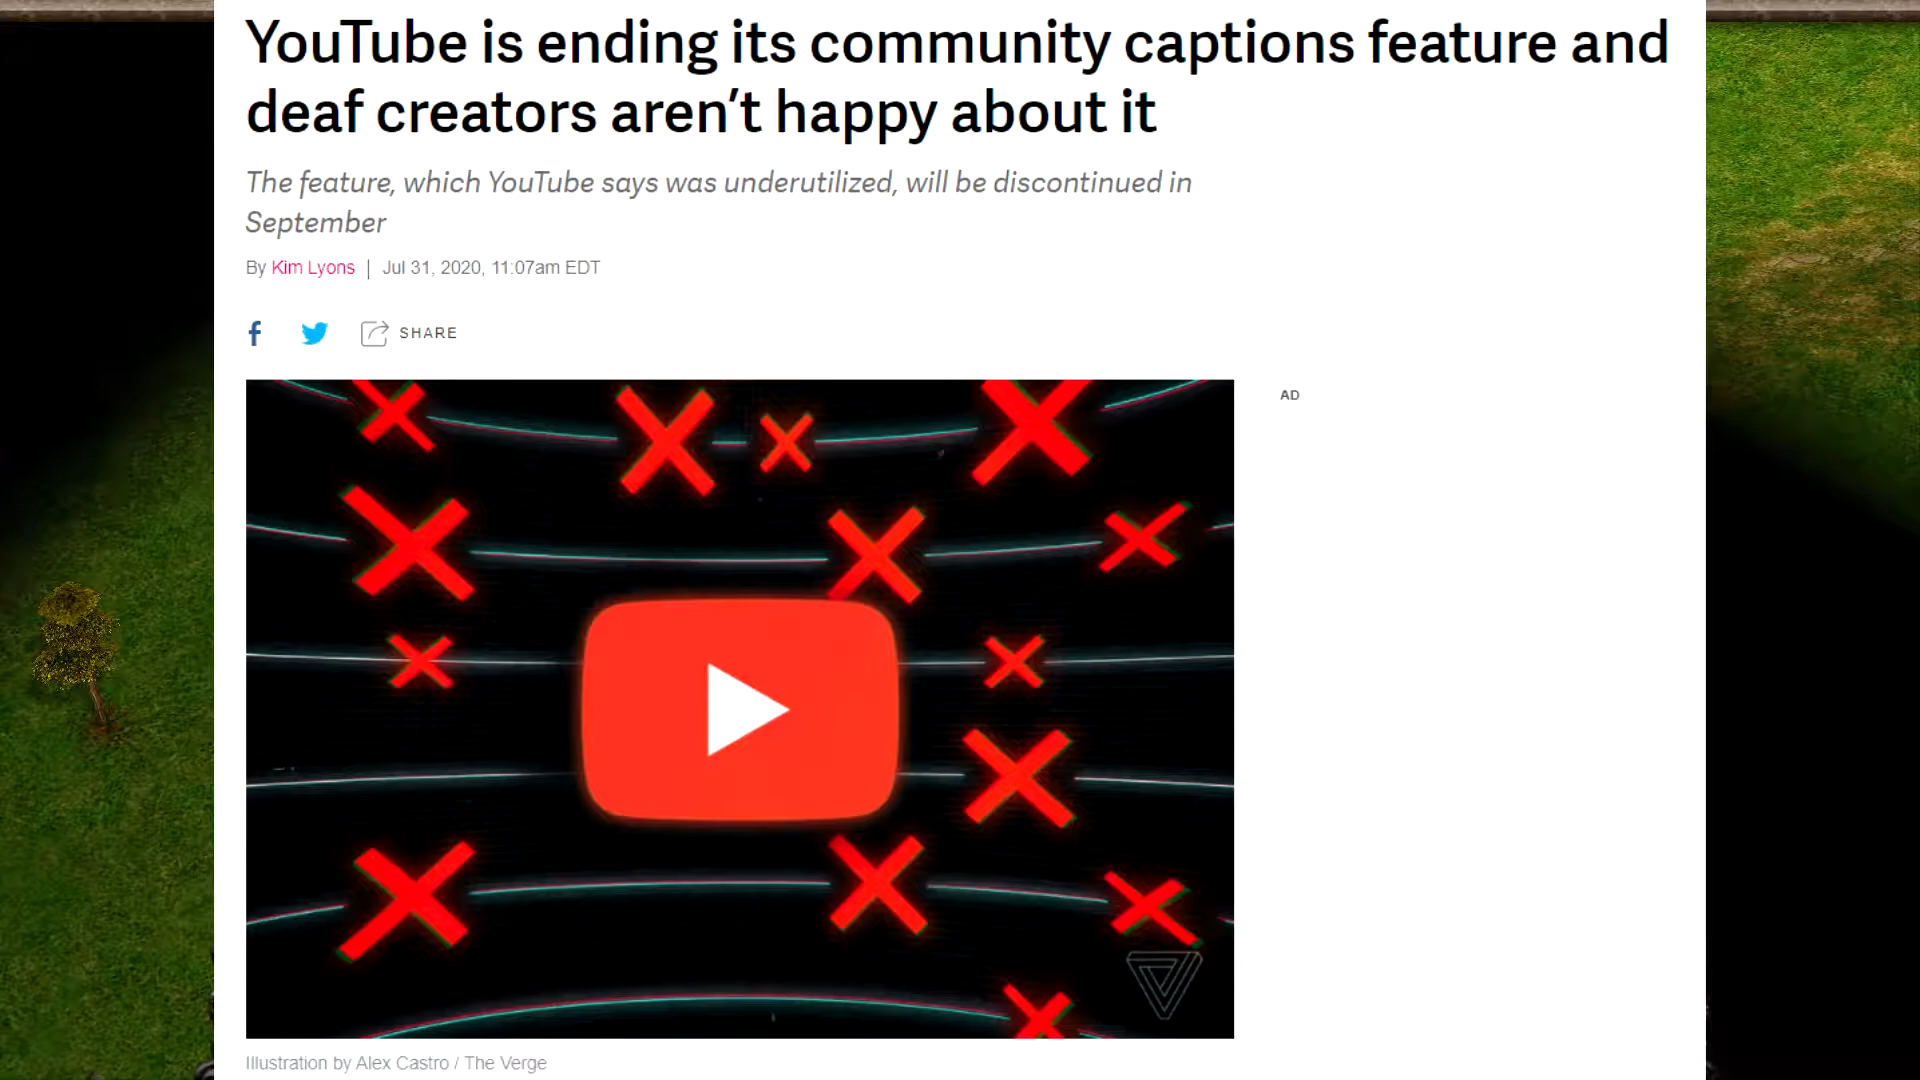 YouTube is ending its community captions feature and
deaf creators aren’t happy about it
The feature, which YouTube says was underutilized, will be discontinued in
September
By Kim Lyons | Jul 31, 2020, 11:07am EDT
SHARE
AD
Illustration by Alex Castro / The Verge